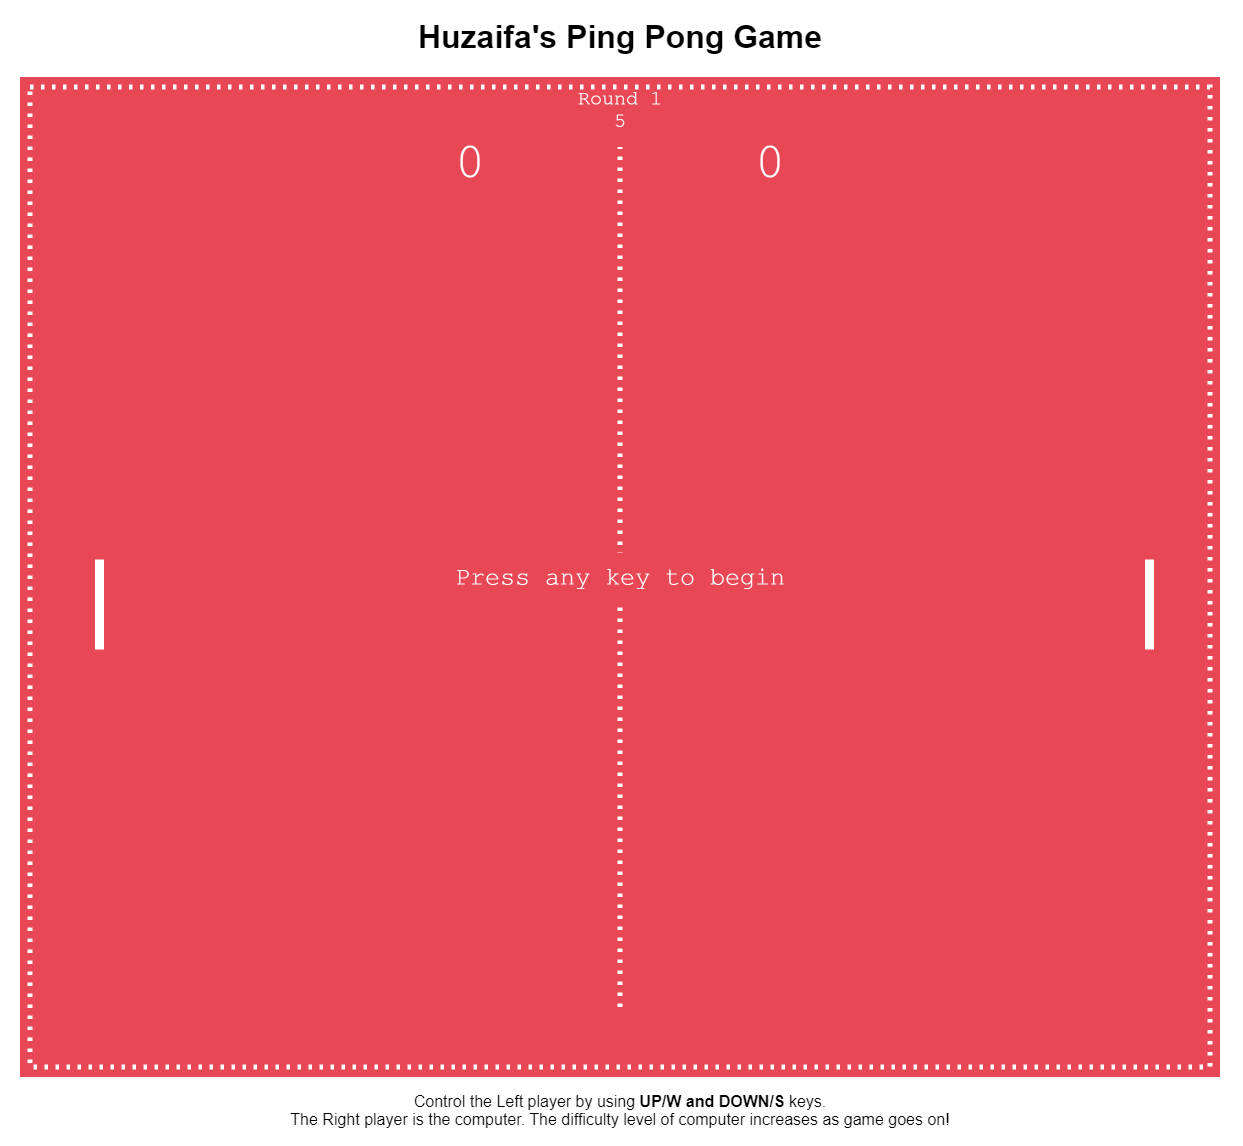 Huzaifa's Ping Pong Game
Round 1
5
0 0
Press any key to begin
Control the Left player by using UP/W and DOWN/S keys.
The Right player is the computer. The difficulty level of computer increases as game goes on!